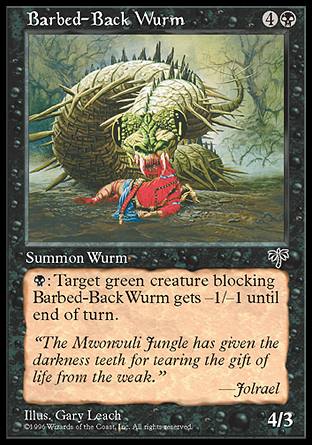 Barbed-Back Wurm 4
Summon Wurm
: Target green creature blocking
Barbed-Back Wurm gets –1/–1 until
end of turn.
“The Mwonvuli Jungle has given the
darkness teeth for tearing the gift of
life from the weak.”
—Jolrael
Illus. Gary Leach
©1996 Wizards of the Coast, Inc. All rights reserved.
4/3